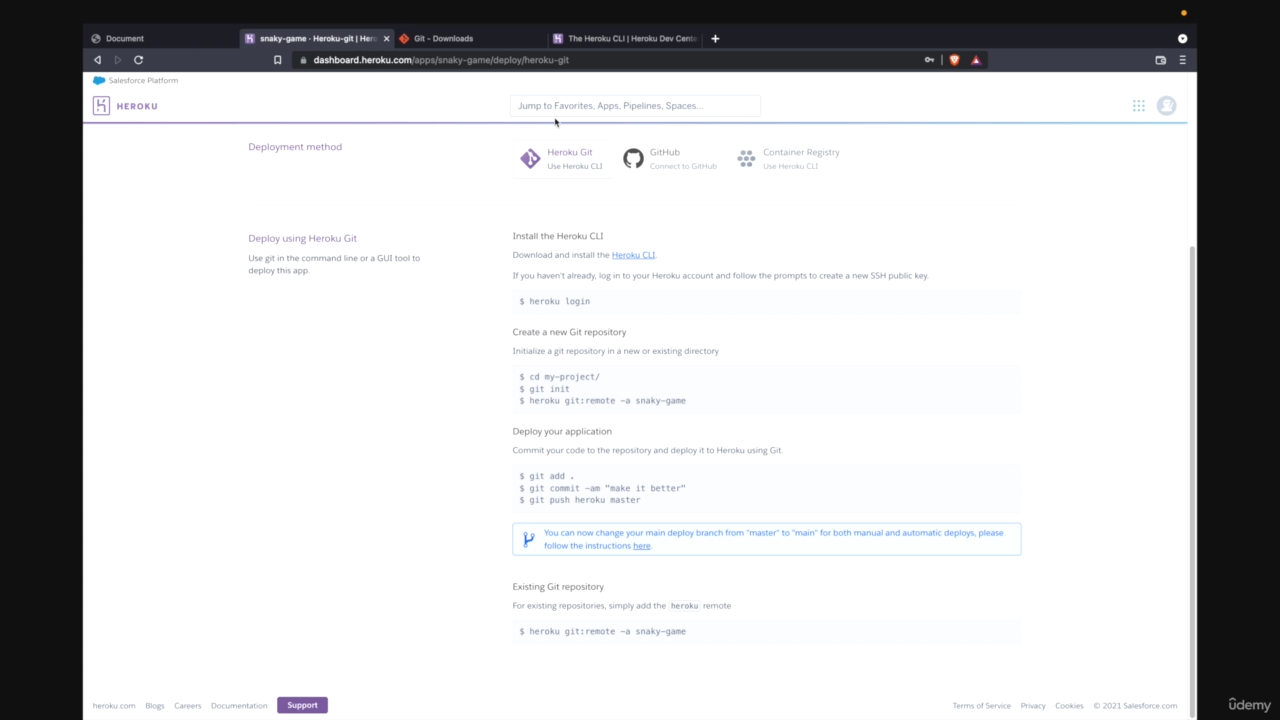 Document
snaky-game · Heroku-git | Herc
Git - Downloads
The Heroku CLI | Heroku Dev Cente
dashboard.heroku.com/apps/snaky-game/deploy/heroku-git
Salesforce Platform
HEROKU
Jump to Favorites, Apps, Pipelines, Spaces...
Deployment method
Heroku Git
Use Heroku CLI
GitHub
Connect to GitHub
Container Registry
Use Heroku CLI
Deploy using Heroku Git
Use git in the command line or a GUI tool to
deploy this app.
Install the Heroku CLI
Download and install the Heroku CLI.
If you haven't already, log in to your Heroku account and follow the prompts to create a new SSH public key.
$ heroku login
Create a new Git repository
Initialize a git repository in a new or existing directory
$ cd my-project/
$ git init
$ heroku git:remote -a snaky-game
Deploy your application
Commit your code to the repository and deploy it to Heroku using Git.
$ git add .
$ git commit -am "make it better"
$ git push heroku master
You can now change your main deploy branch from "master" to "main" for both manual and automatic deploys, please
follow the instructions here.
Existing Git repository
For existing repositories, simply add the heroku remote
$ heroku git:remote -a snaky-game
heroku.com Blogs Careers Documentation Support
Terms of Service Privacy Cookies © 2021 Salesforce.com
ûdemy